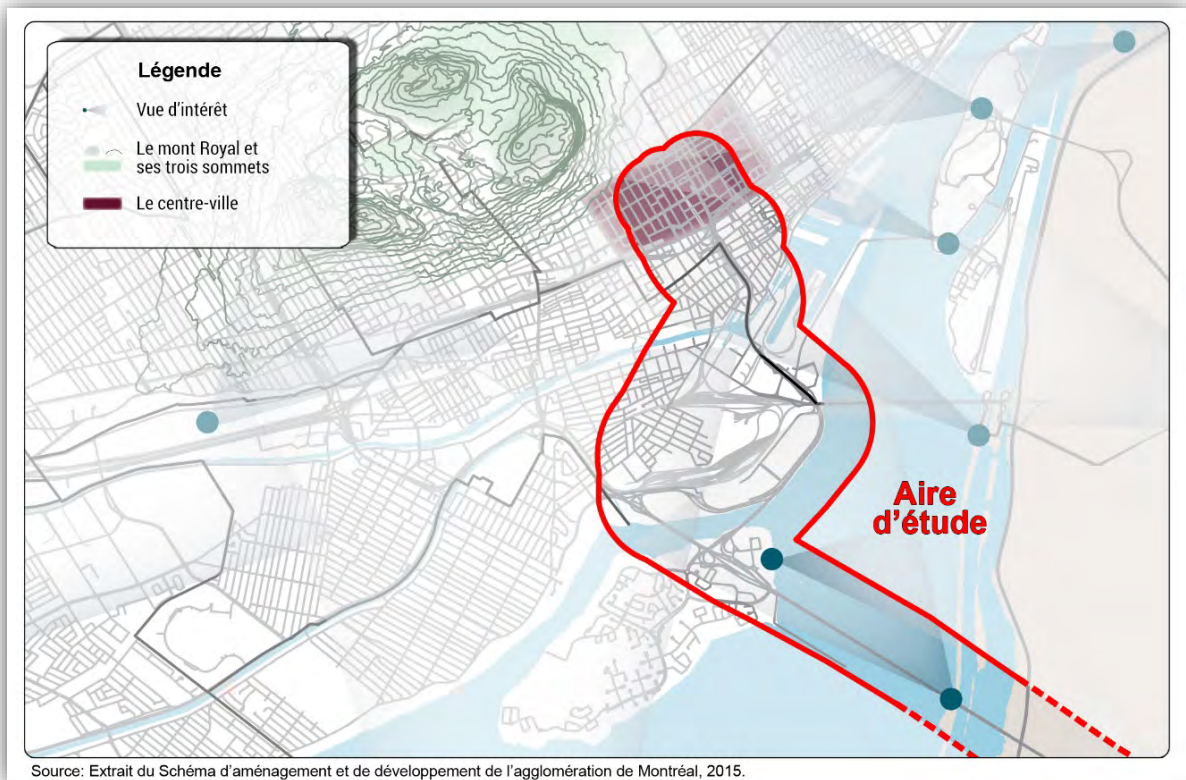 Légende
Vue d'intérêt
Le mont Royal et
ses trois sommets
Le centre-ville
Aire
d'étude
Source: Extrait du Schéma d'aménagement et de développement de l'agglomération de Montréal, 2015.